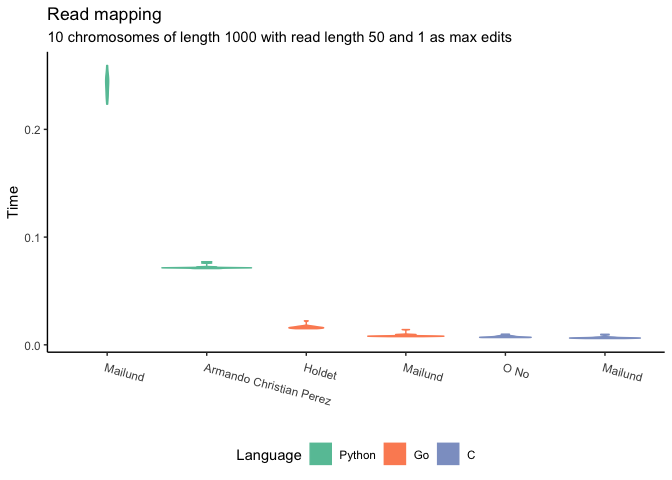 Read mapping
10 chromosomes of length 1000 with read length 50 and 1 as max edits
Time
0.2
0.1
0.0
Mailund
Armando Christian Perez
Holdet
Mailund
O No
Mailund
Language Python Go C